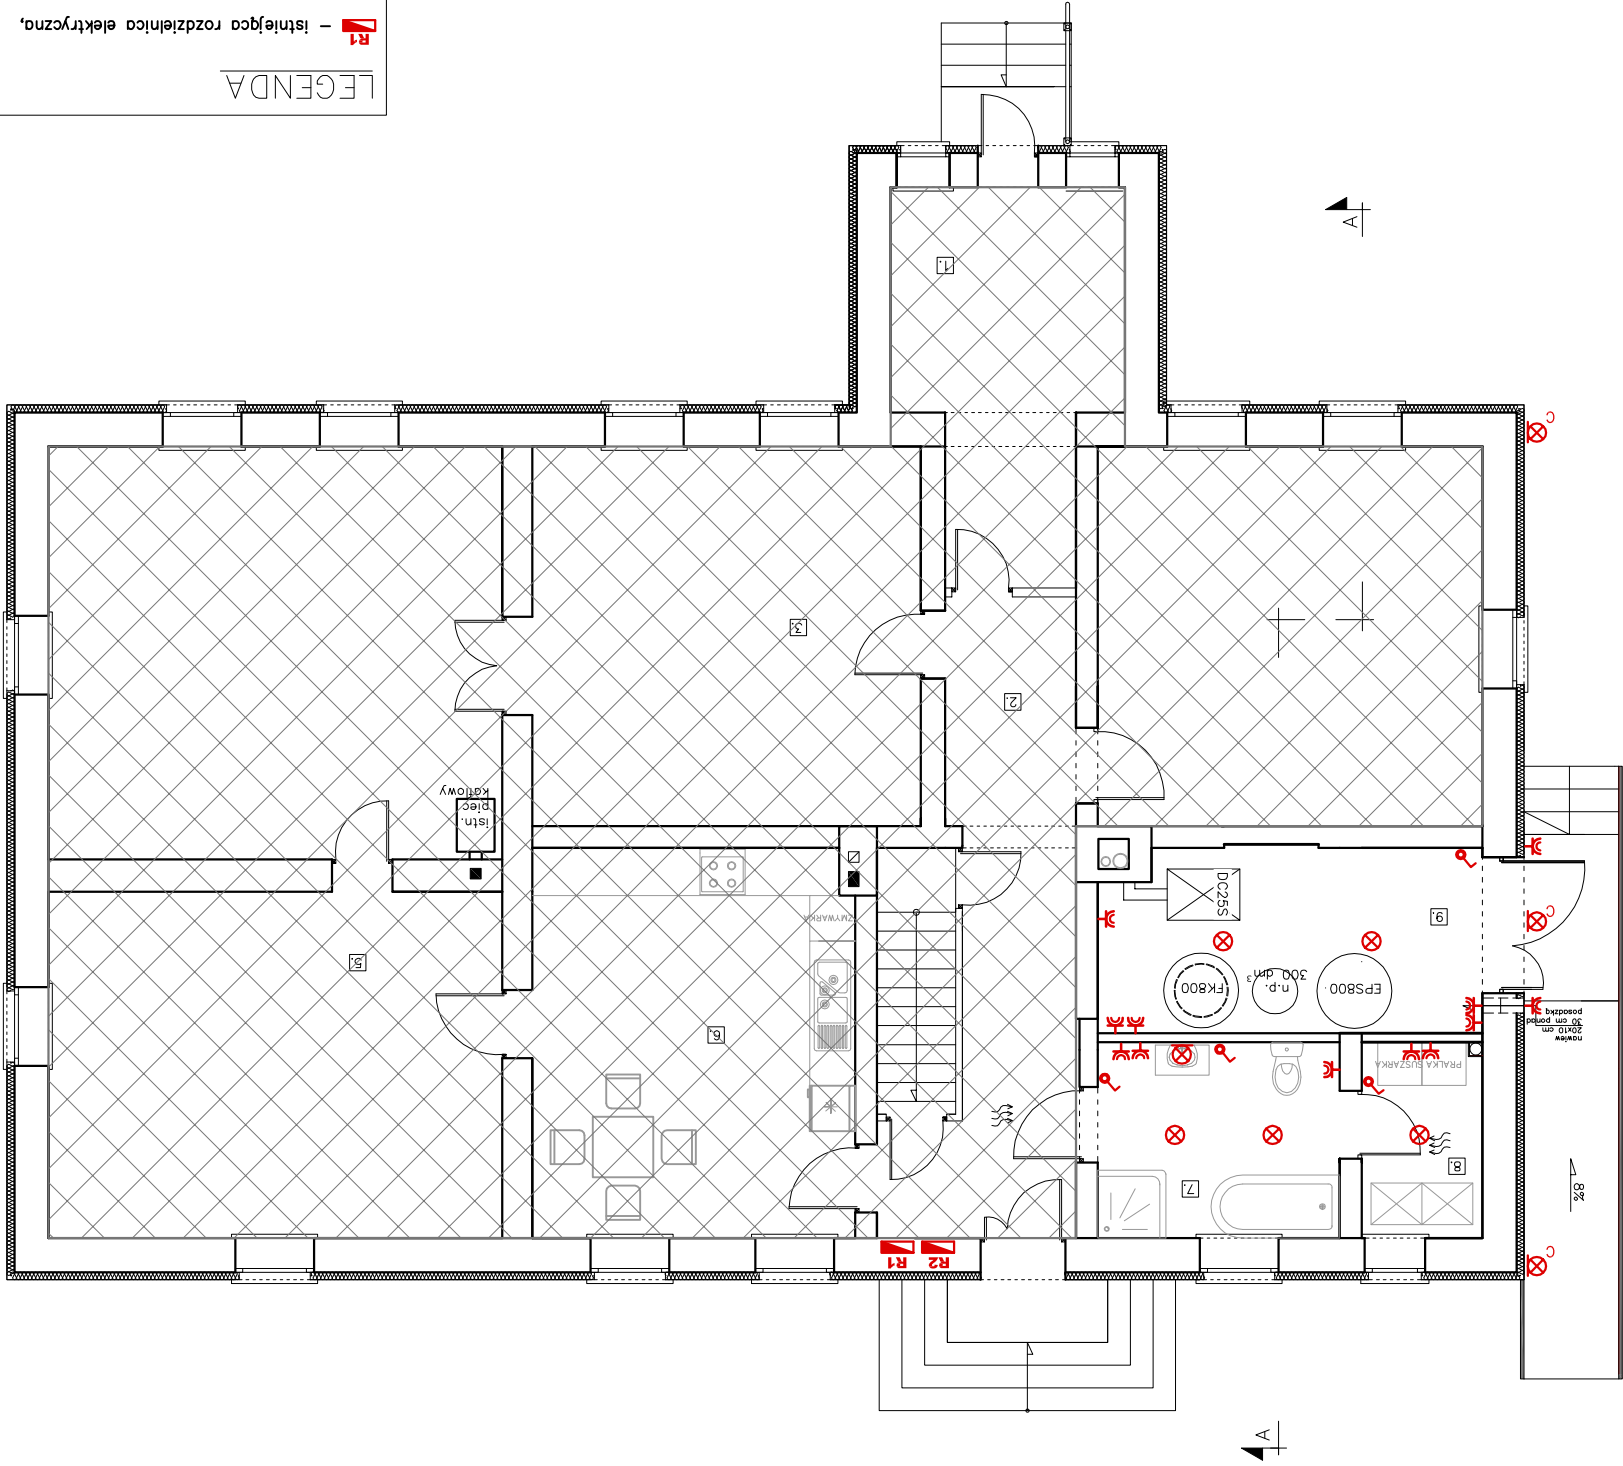 LEGENDA
R1 – istniejąca rozdzielnica elektryczna,
A
8%
R2
R1
8.
7.
PRALKA
SUSZARKA
nawiew
20x10 cm
30 cm ponad
posadzką
EPS800
n.p.
300 dm³
FK800
6.
5.
9.
DC25S
ZMYWARKA
istn.
piec
kaflowy
2.
3.
1.
A
C
C
C